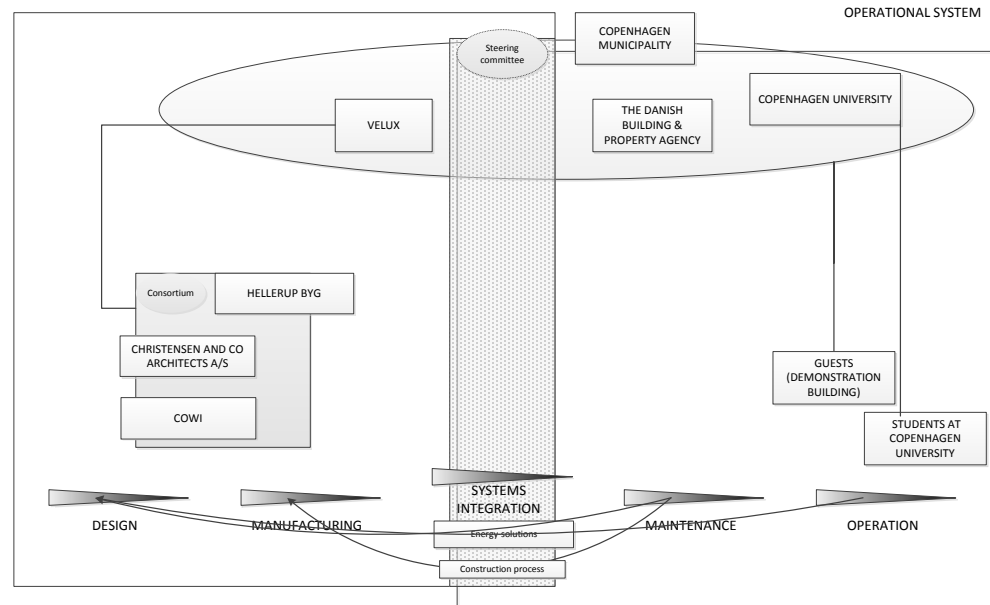 OPERATIONAL SYSTEM
COPENHAGEN
MUNICIPALITY
Steering
committee
COPENHAGEN UNIVERSITY
VELUX
THE DANISH
BUILDING &
PROPERTY AGENCY
Consortium
HELLERUP BYG
CHRISTENSEN AND CO
ARCHITECTS A/S
COWI
GUESTS
(DEMONSTRATION
BUILDING)
STUDENTS AT
COPENHAGEN
UNIVERSITY
SYSTEMS
INTEGRATION
DESIGN
MANUFACTURING
MAINTENANCE
OPERATION
Energy solutions
Construction process